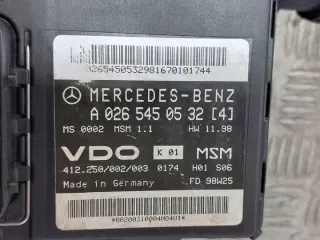 02654505329816701017​44
MERCEDES-BENZ
A 026 545 05 32 [4]
MS 0002 MSM 1.1 HW 11.98
VDO K 01 MSM
412.250/002/003 0174 H01 S06
Made in Germany FD 98W25